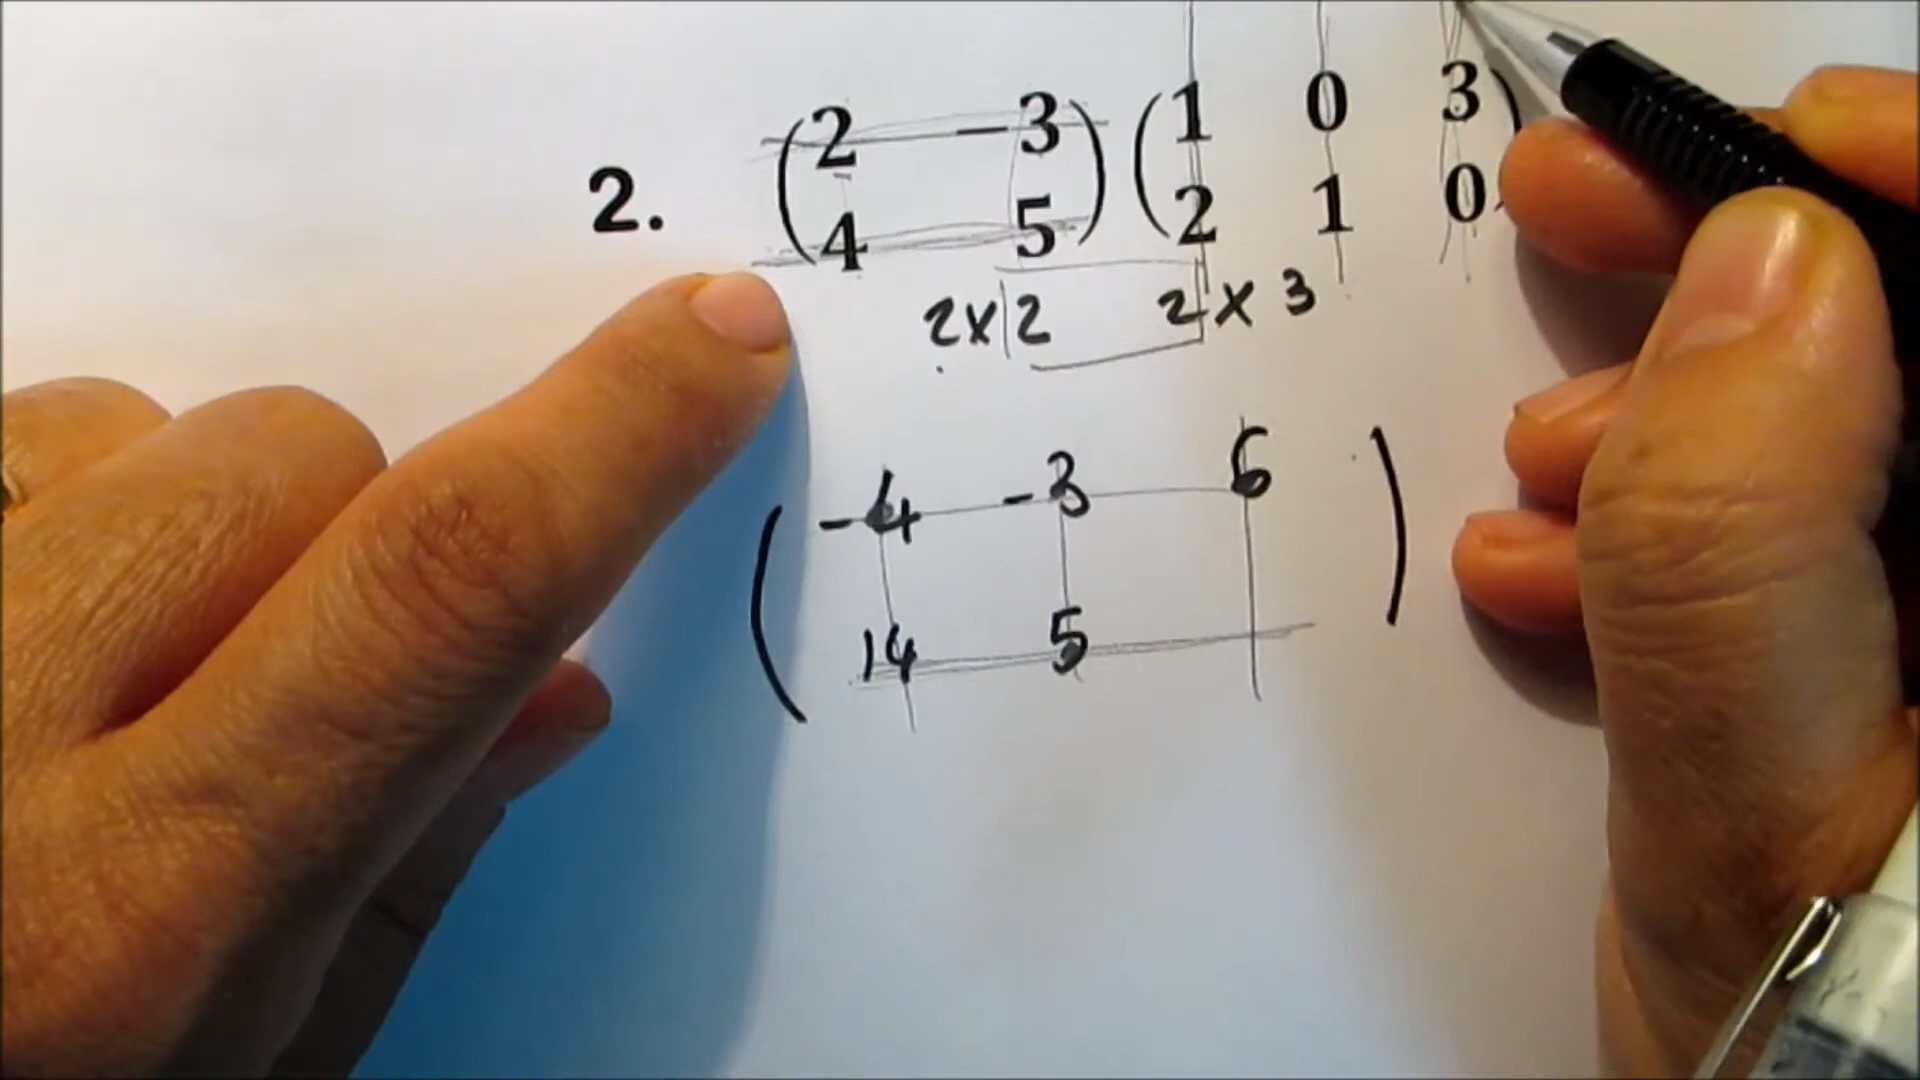 2. (2 -3) (1 0 3)
(4 5) (2 1 0)
2x2 2x3
( -4 -3 6 )
14 5